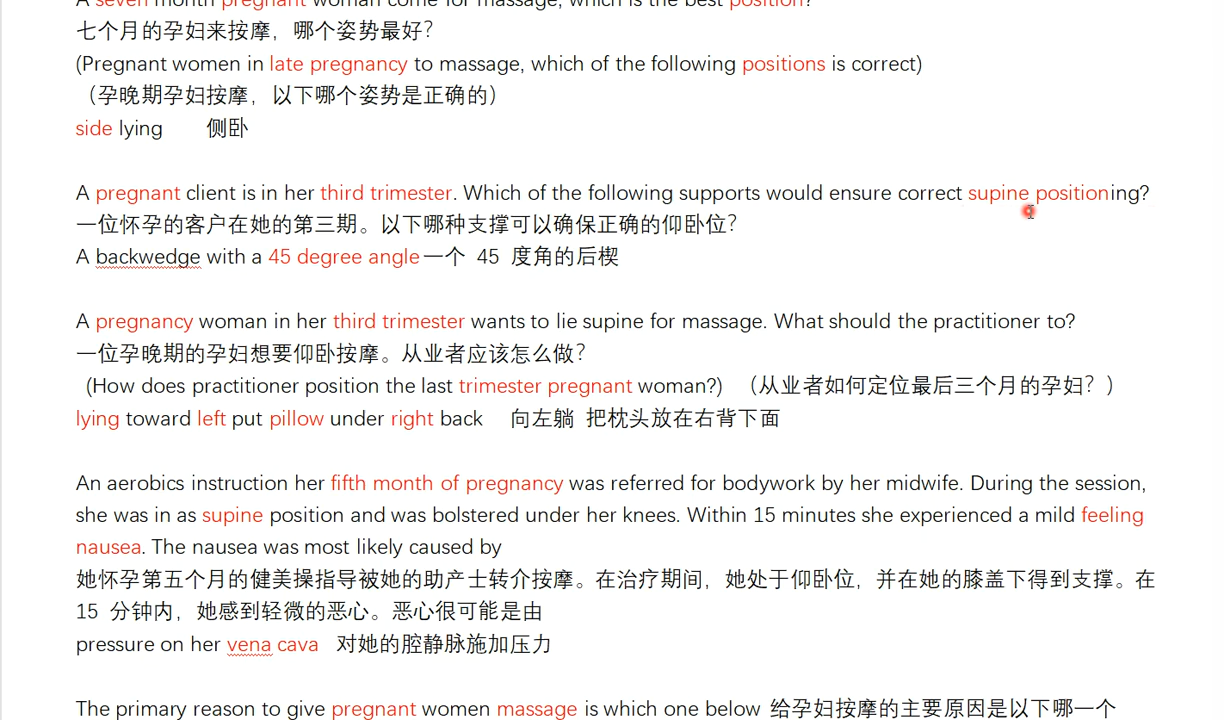 A seven month pregnant woman come for massage, which is the best position?
七个月的孕妇来按摩，哪个姿势最好？
(Pregnant women in late pregnancy to massage, which of the following positions is correct)
（孕晚期孕妇按摩，以下哪个姿势是正确的）
side lying 侧卧
A pregnant client is in her third trimester. Which of the following supports would ensure correct supine positioning?
一位怀孕的客户在她的第三期。以下哪种支撑可以确保正确的仰卧位？
A backwedge with a 45 degree angle一个 45 度角的后楔
A pregnancy woman in her third trimester wants to lie supine for massage. What should the practitioner to?
一位孕晚期的孕妇想要仰卧按摩。从业者应该怎么做？
(How does practitioner position the last trimester pregnant woman?) （从业者如何定位最后三个月的孕妇？）
lying toward left put pillow under right back 向左躺 把枕头放在右背下面
An aerobics instruction her fifth month of pregnancy was referred for bodywork by her midwife. During the session,
she was in as supine position and was bolstered under her knees. Within 15 minutes she experienced a mild feeling
nausea. The nausea was most likely caused by
她怀孕第五个月的健美操指导被她的助产士转介按摩。在治疗期间，她处于仰卧位，并在她的膝盖下得到支撑。在
15 分钟内，她感到轻微的恶心。恶心很可能是由
pressure on her vena cava 对她的腔静脉施加压力
The primary reason to give pregnant women massage is which one below 给孕妇按摩的主要原因是以下哪一个